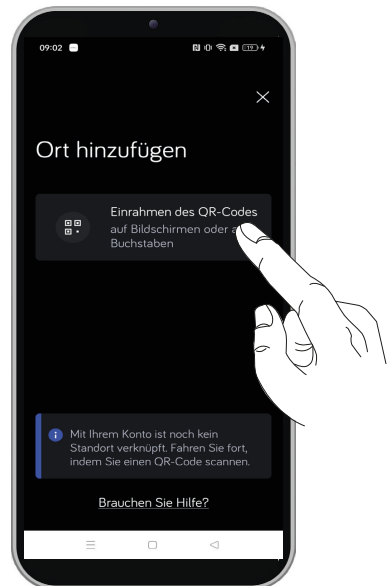 09:02
19
Ort hinzufügen
Einrahmen des QR-Codes
auf Bildschirmen oder
Buchstaben
Mit Ihrem Konto ist noch kein
Standort verknüpft. Fahren Sie fort,
indem Sie einen QR-Code scannen.
Brauchen Sie Hilfe?